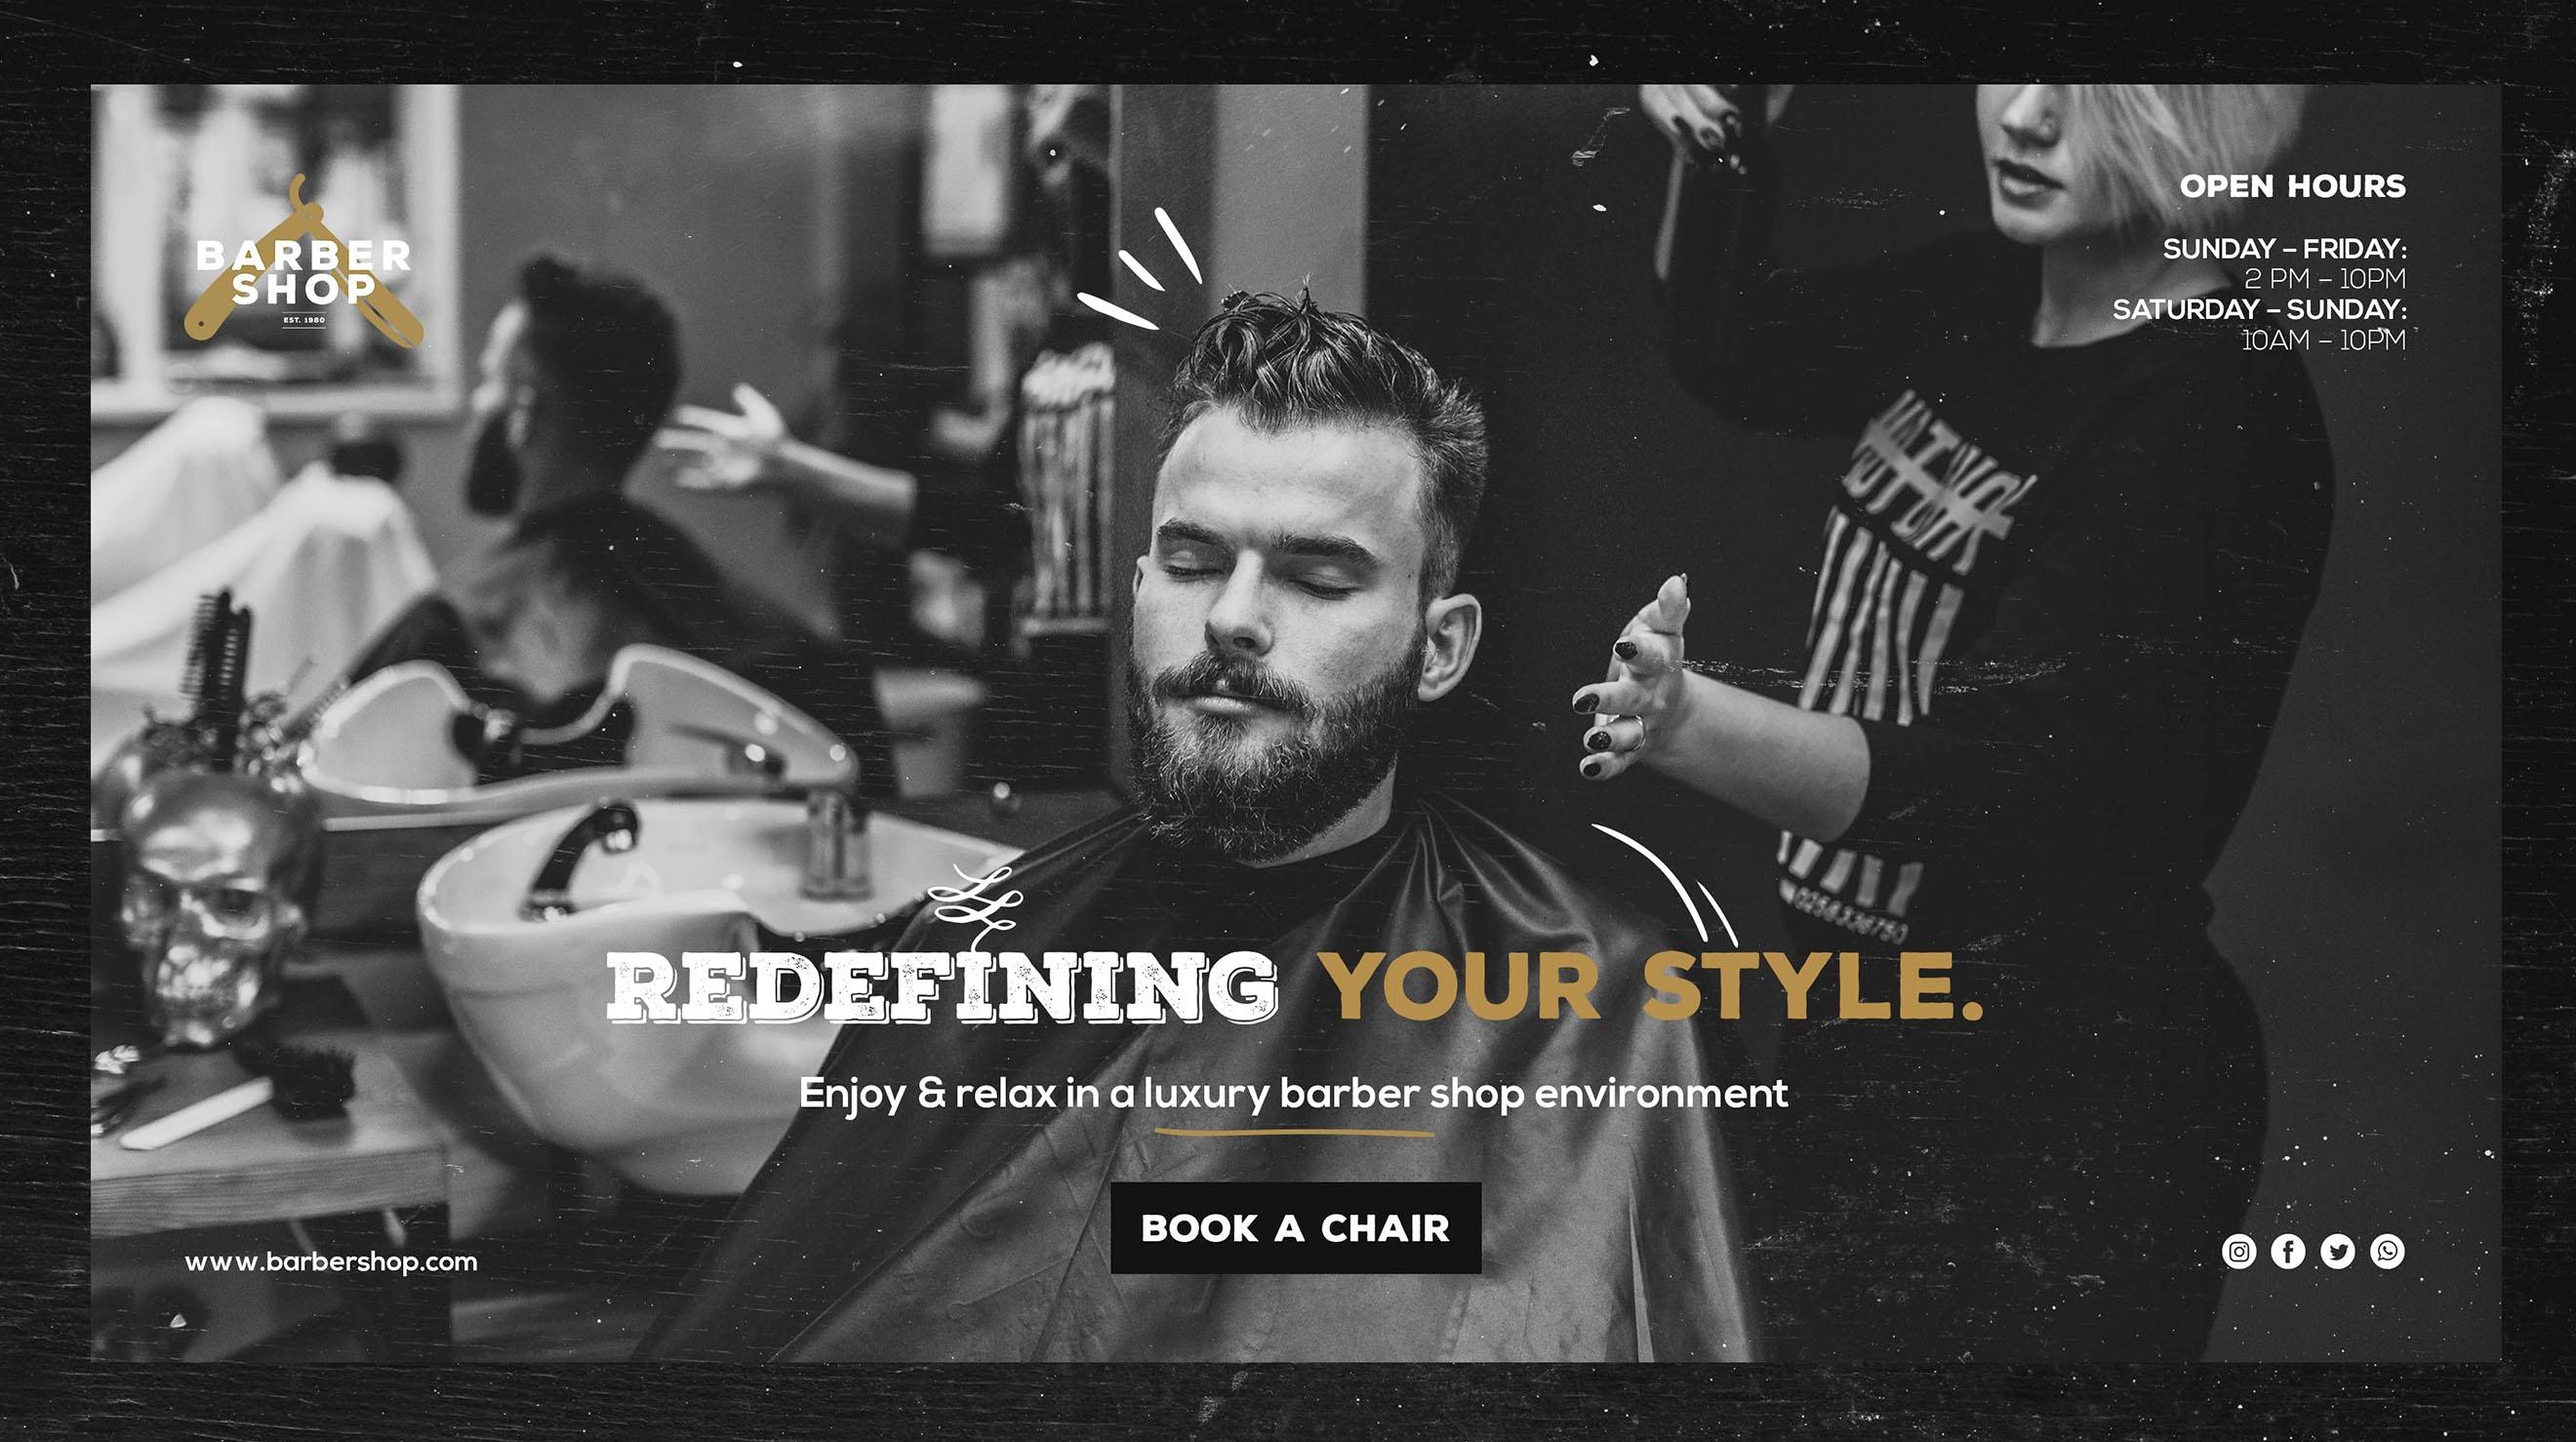 BARBER
SHOP
EST. 1980
OPEN HOURS
SUNDAY – FRIDAY:
2 PM – 10PM
SATURDAY – SUNDAY:
10AM – 10PM
REDEFINING YOUR STYLE.
Enjoy & relax in a luxury barber shop environment
BOOK A CHAIR
www.barbershop.com